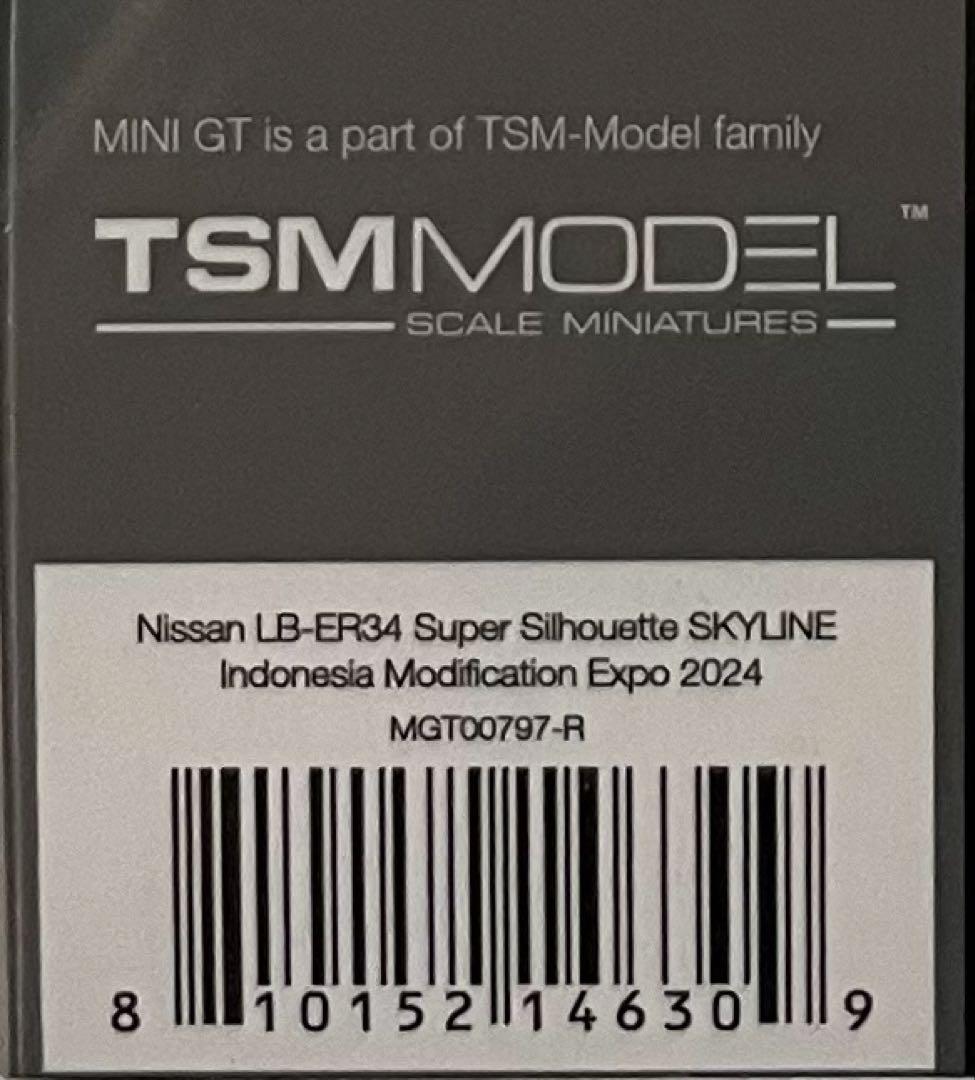 MINI GT is a part of TSM-Model family
TSMMODEL™
SCALE MINIATURES
Nissan LB-ER34 Super Silhouette SKYLINE
Indonesia Modification Expo 2024
MGT00797-R
8 10152 14630 9